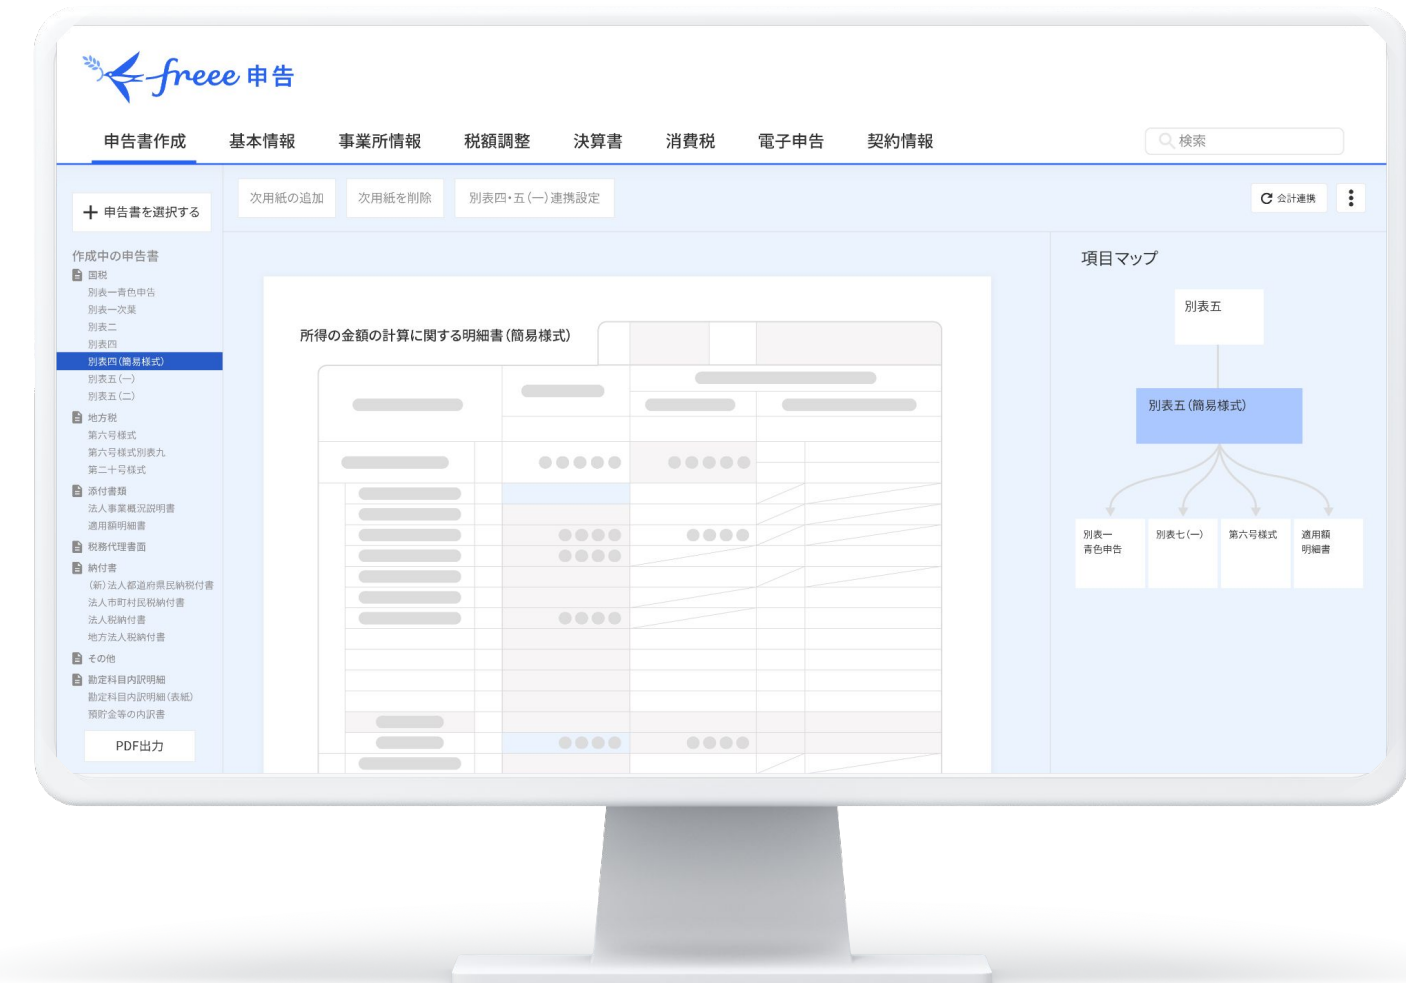 freee 申告
申告書作成 基本情報 事業所情報 税額調整 決算書 消費税 電子申告 契約情報 検索
申告書を選択する
次用紙の追加 次用紙を削除 別表四・五(一)連携設定 会計連携
作成中の申告書
国税
別表一青色申告
別表一次葉
別表二
別表四
別表四(簡易様式)
別表五(一)
別表五(二)
地方税
第六号様式
第六号様式別表九
第二十号様式
添付書類
法人事業概況説明書
適用額明細書
税務代理書面
納付書
(新)法人都道府県民納税付書
法人市町村民税納付書
法人税納付書
地方法人税納付書
その他
勘定科目内訳明細
勘定科目内訳明細(表紙)
預貯金等の内訳書
PDF出力
所得の金額の計算に関する明細書(簡易様式)
項目マップ
別表五
別表五(簡易様式)
別表一
青色申告
別表七(一)
第六号様式
適用額
明細書